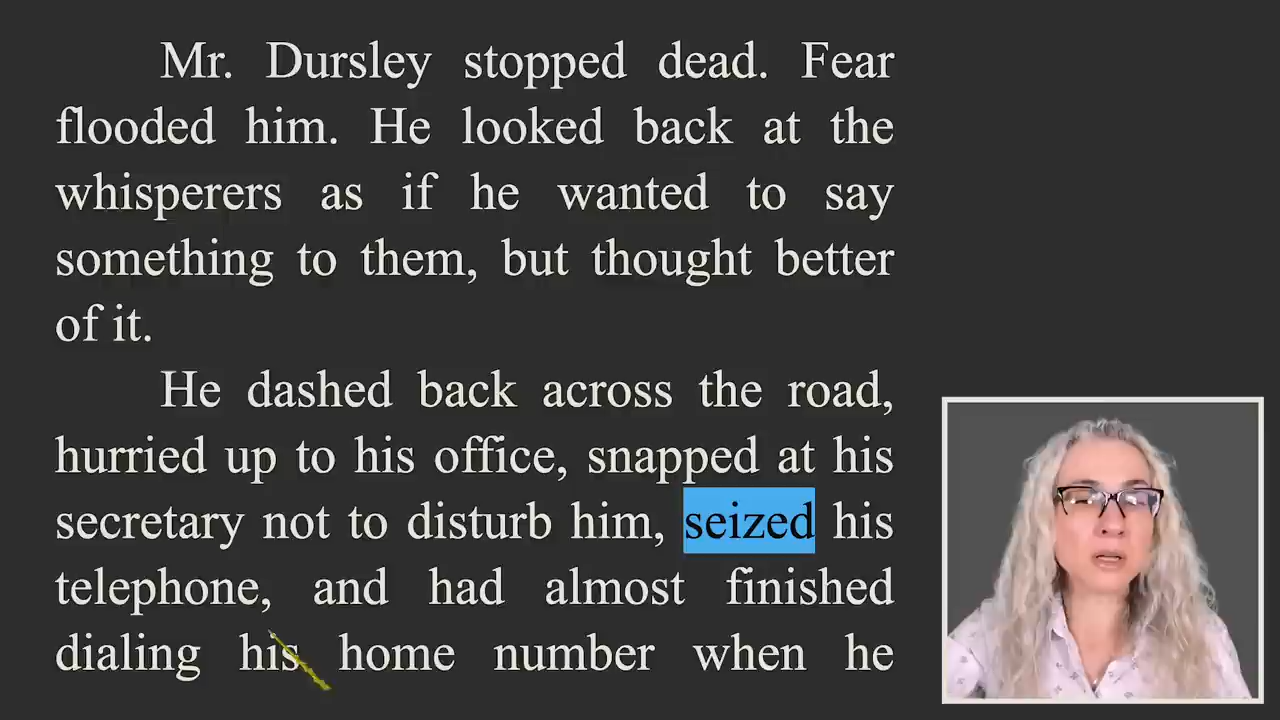 Mr. Dursley stopped dead. Fear
flooded him. He looked back at the
whisperers as if he wanted to say
something to them, but thought better
of it.
He dashed back across the road,
hurried up to his office, snapped at his
secretary not to disturb him, seized his
telephone, and had almost finished
dialing his home number when he